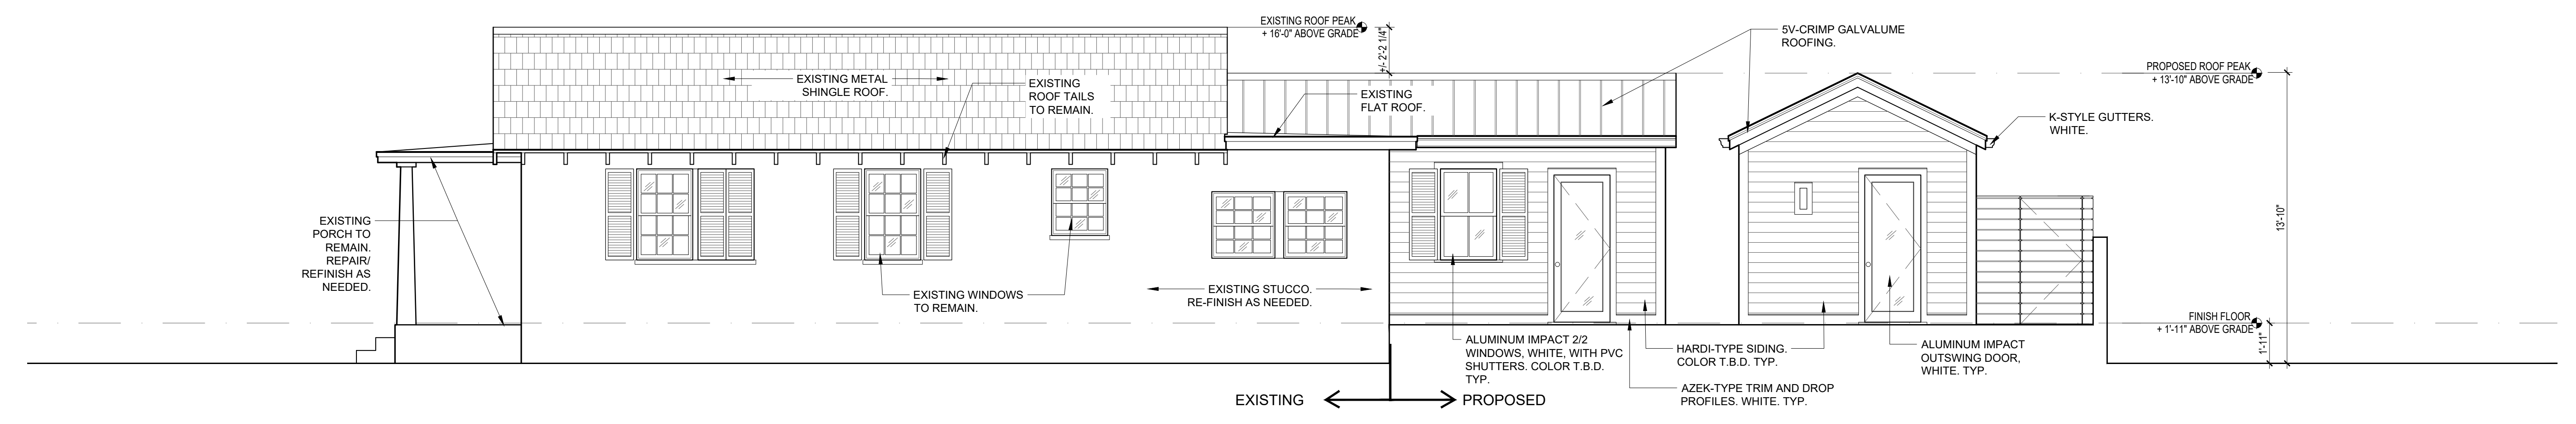 EXISTING ROOF PEAK
+ 16'-0" ABOVE GRADE
+/- 2'-2 1/4"
5V-CRIMP GALVALUME
ROOFING.
PROPOSED ROOF PEAK
+ 13'-10" ABOVE GRADE
EXISTING METAL
SHINGLE ROOF.
EXISTING
ROOF TAILS
TO REMAIN.
EXISTING
FLAT ROOF.
K-STYLE GUTTERS.
WHITE.
EXISTING
PORCH TO
REMAIN.
REPAIR/
REFINISH AS
NEEDED.
13'-10"
EXISTING WINDOWS
TO REMAIN.
EXISTING STUCCO.
RE-FINISH AS NEEDED.
FINISH FLOOR
+ 1'-11" ABOVE GRADE
1'-11"
ALUMINUM IMPACT 2/2
WINDOWS, WHITE, WITH PVC
SHUTTERS. COLOR T.B.D.
TYP.
HARDI-TYPE SIDING.
COLOR T.B.D. TYP.
ALUMINUM IMPACT
OUTSWING DOOR,
WHITE. TYP.
AZEK-TYPE TRIM AND DROP
PROFILES. WHITE. TYP.
EXISTING
PROPOSED